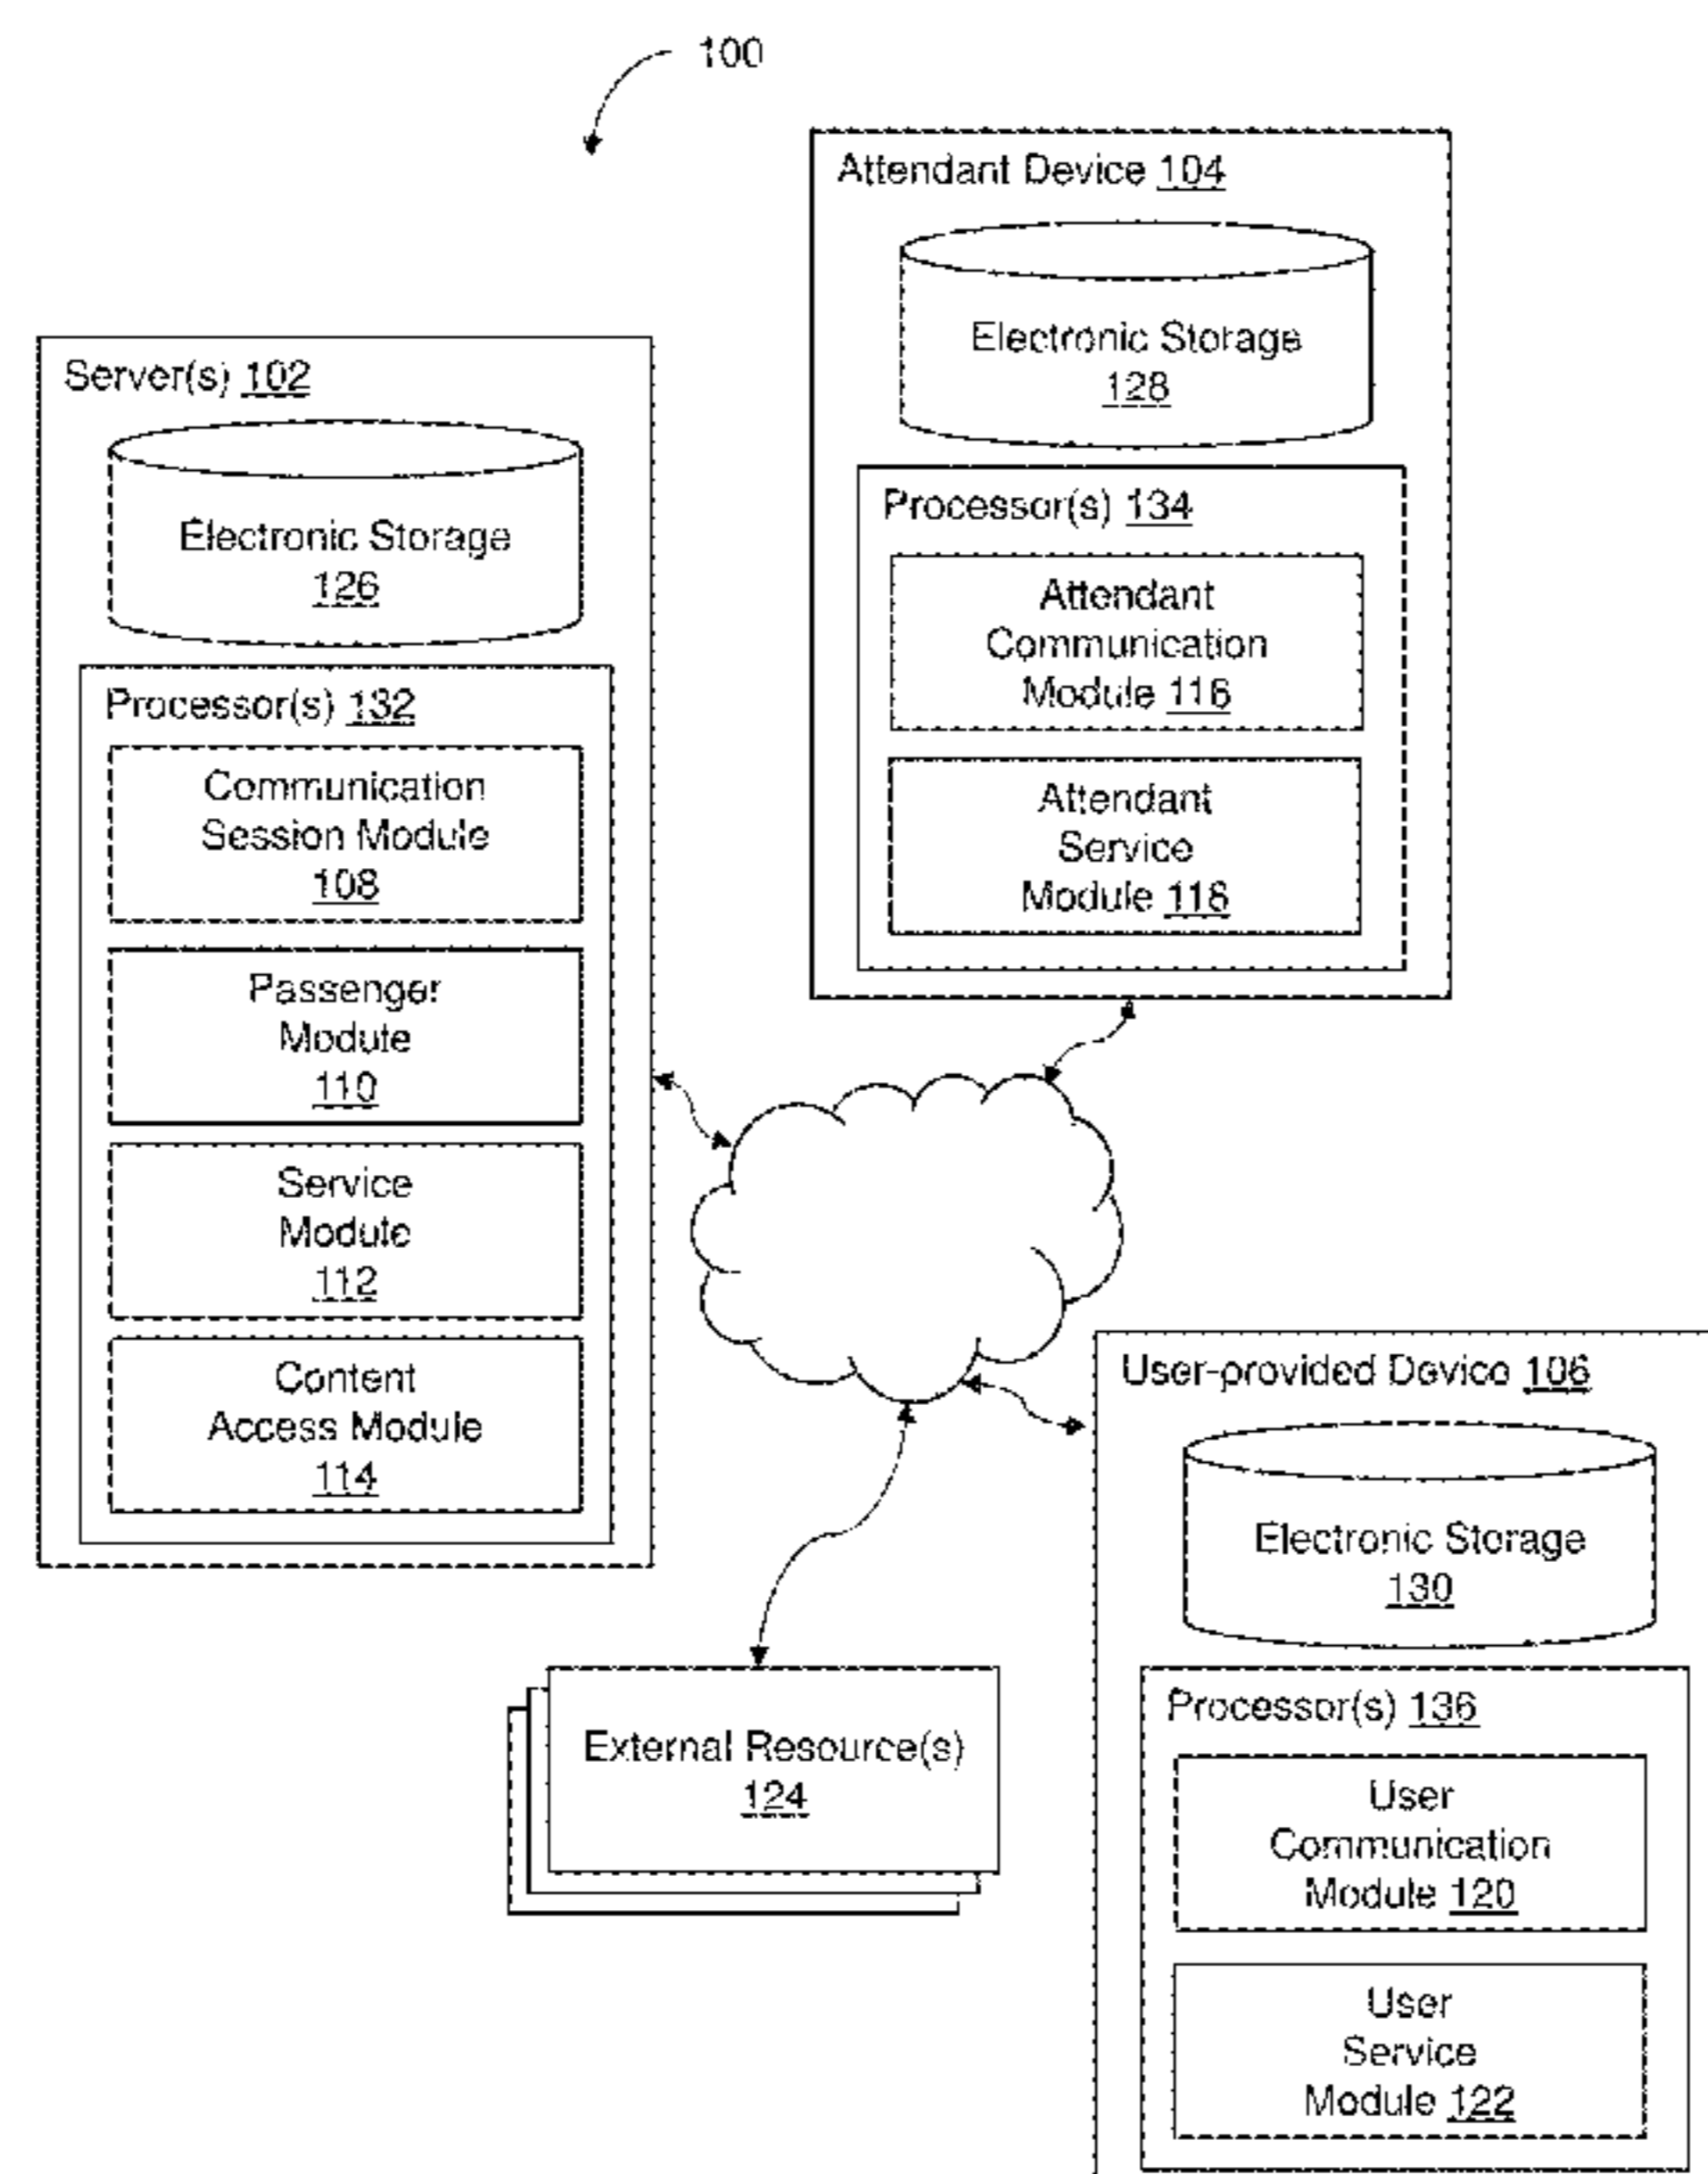 100
Attendant Device 104
Electronic Storage
128
Processor(s) 134
Attendant
Communication
Module 116
Attendant
Service
Module 118
Server(s) 102
Electronic Storage
126
Processor(s) 132
Communication
Session Module
108
Passenger
Module
110
Service
Module
112
Content
Access Module
114
User-provided Device 106
Electronic Storage
130
Processor(s) 136
User
Communication
Module 120
User
Service
Module 122
External Resource(s)
124